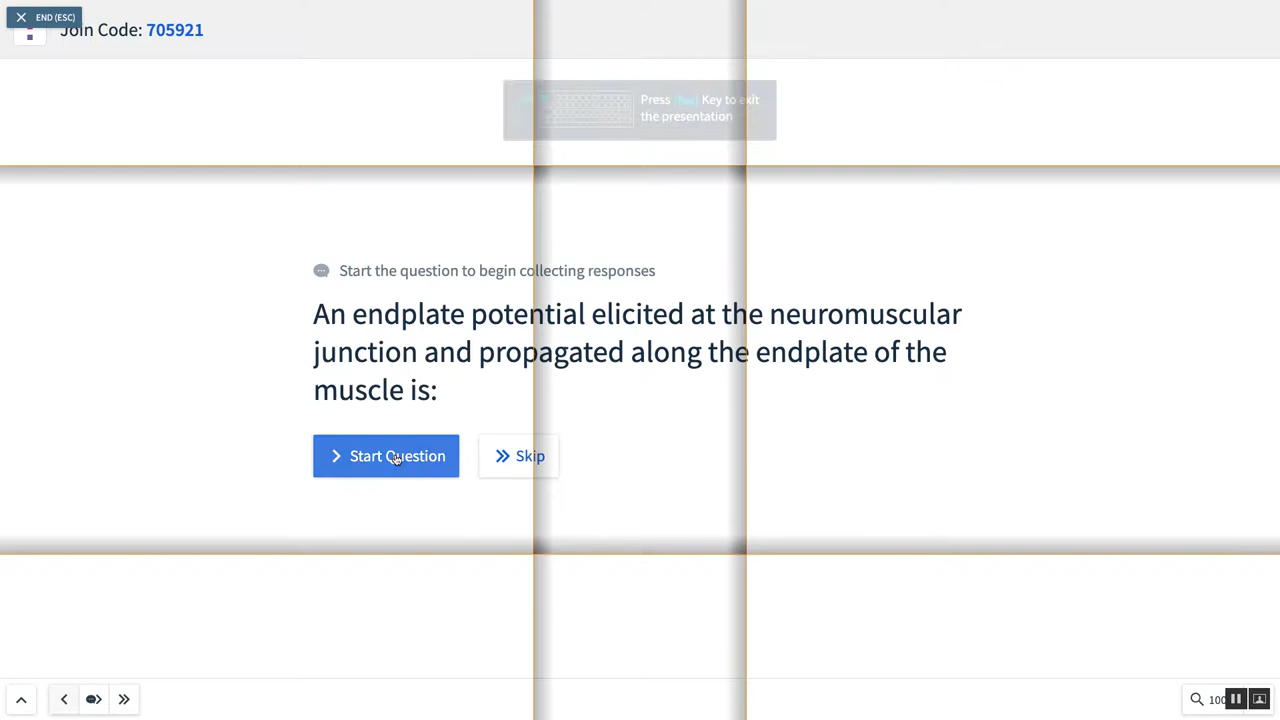 END (ESC)
Join Code: 705921
Press Key to exit
the presentation
Start the question to begin collecting responses
An endplate potential elicited at the neuromuscular
junction and propagated along the endplate of the
muscle is:
Start Question
Skip
100